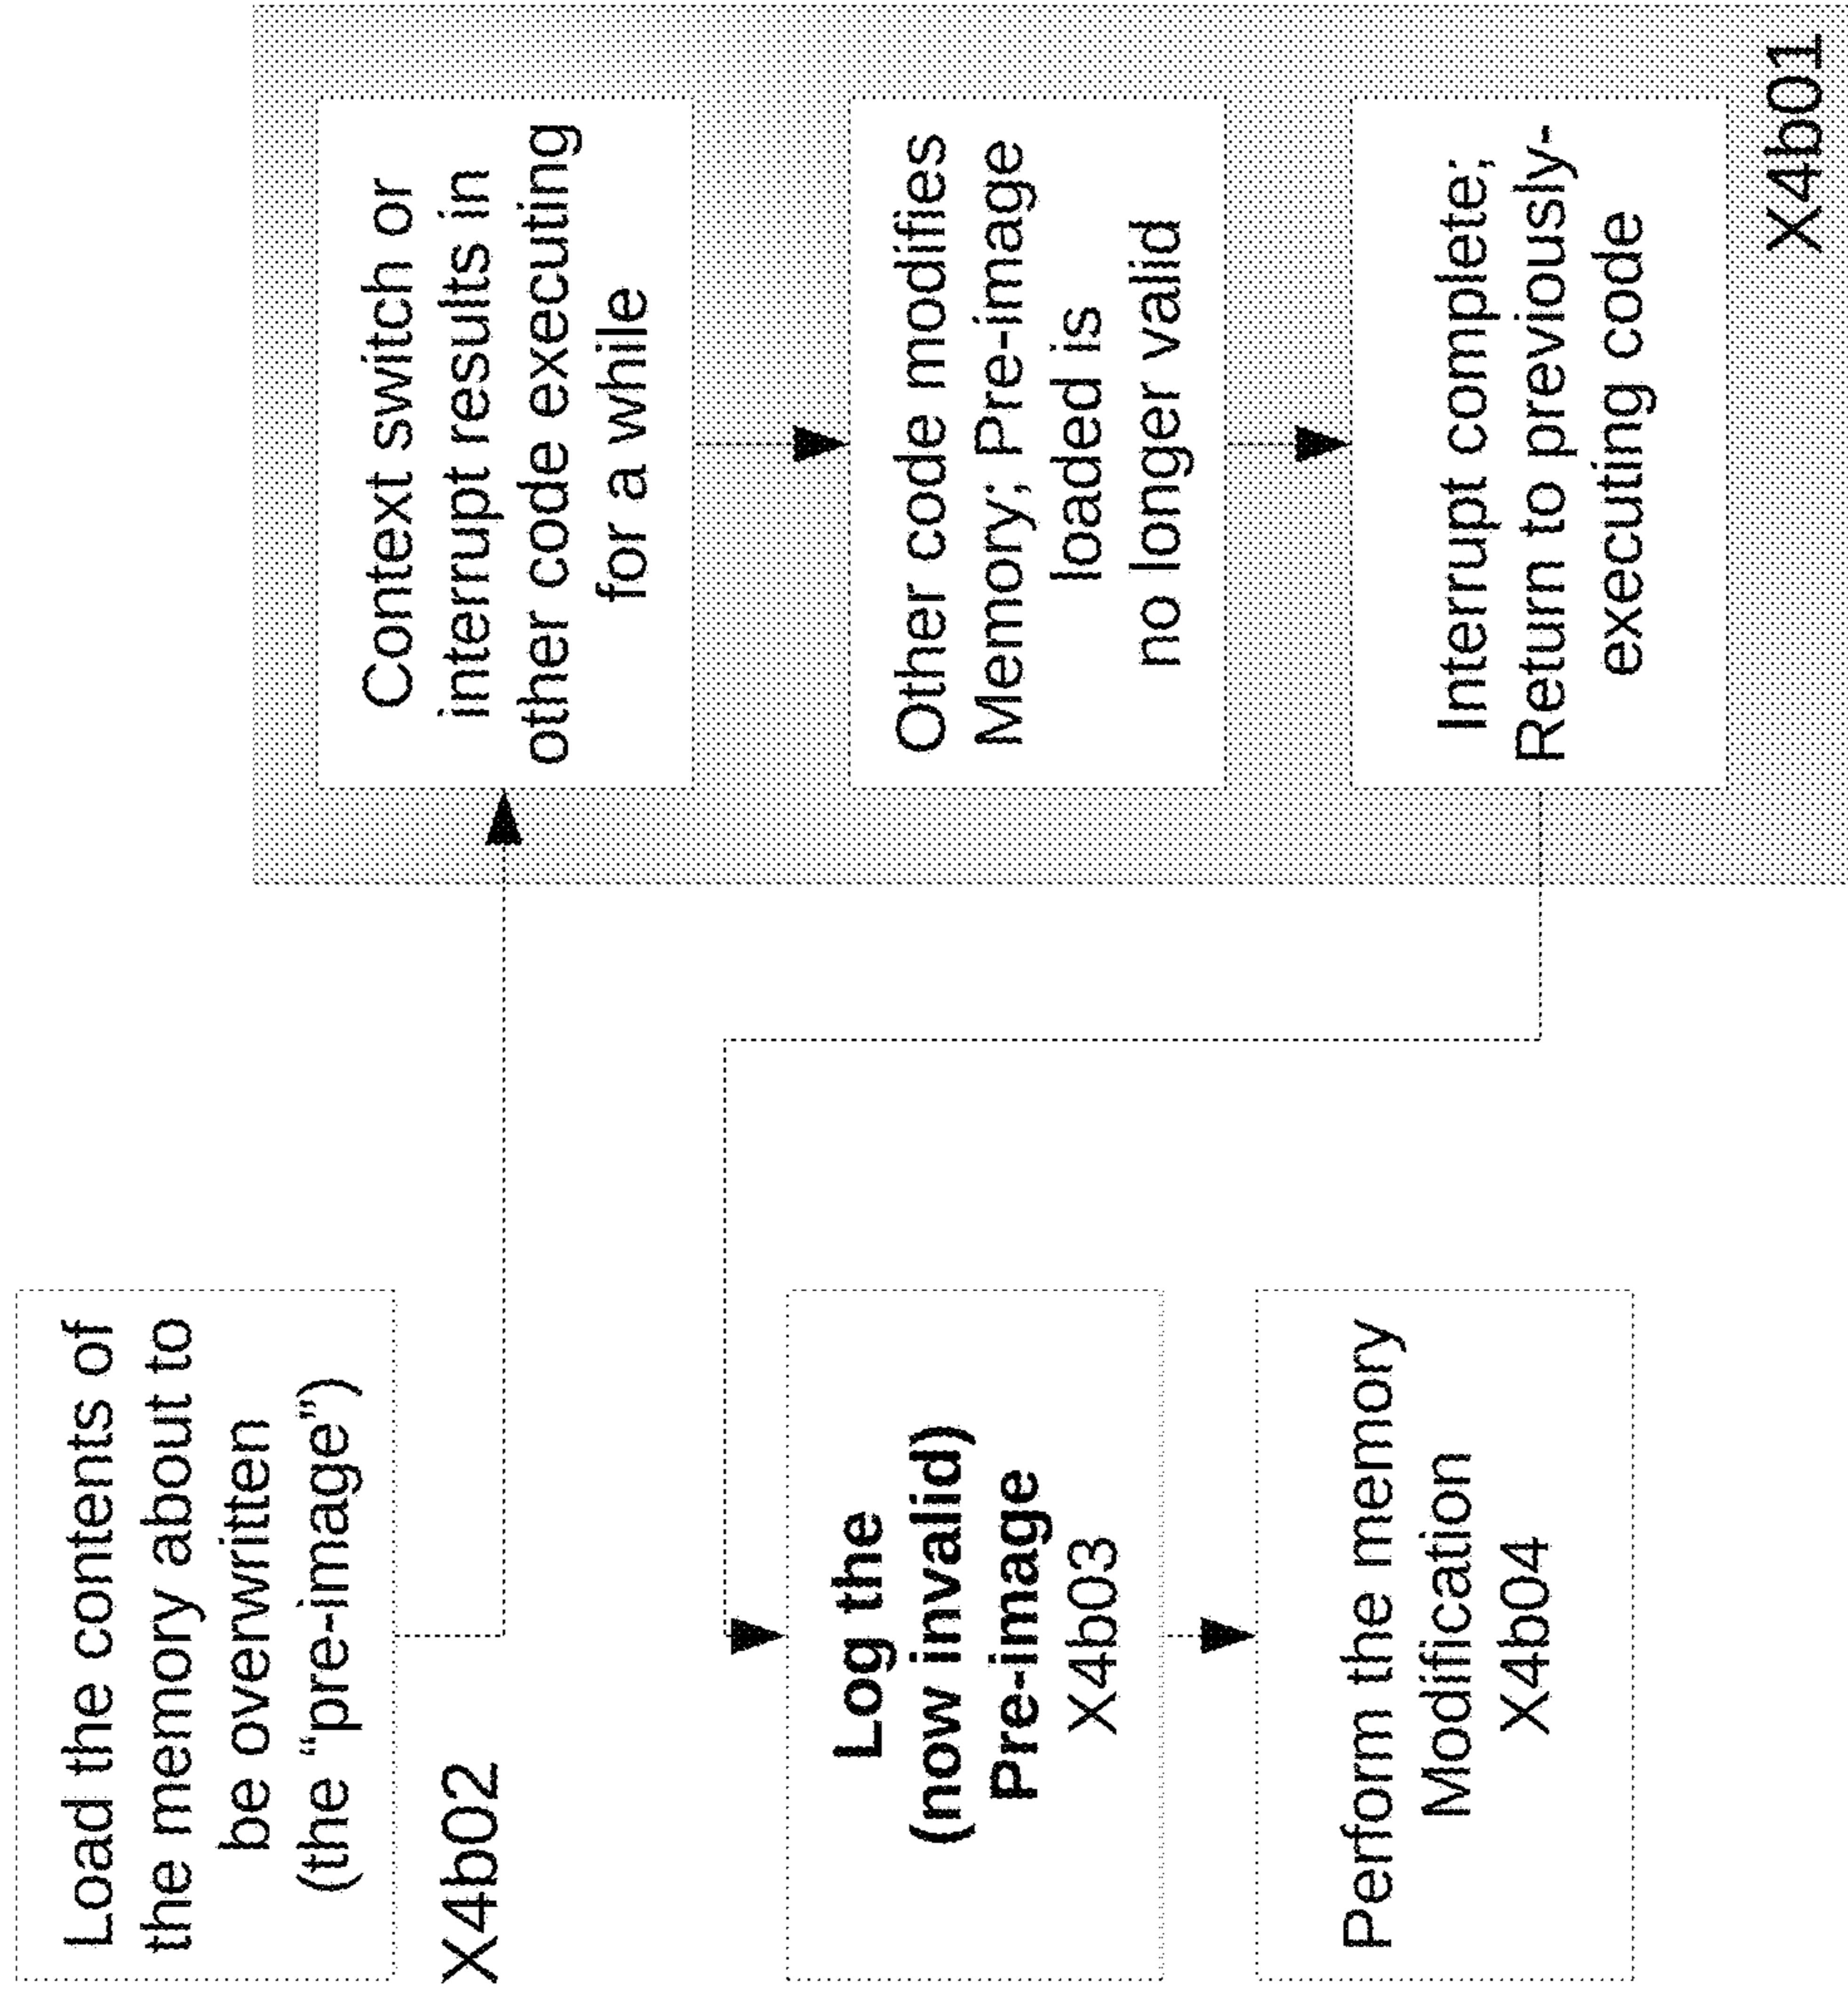 Load the contents of
the memory about to
be overwritten
(the “pre-image”)
X4b02
Context switch or
interrupt results in
other code executing
for a while
Other code modifies
Memory; Pre-image
loaded is
no longer valid
Interrupt complete;
Return to previously-
executing code
X4b01
Log the
(now invalid)
Pre-image
X4b03
Perform the memory
Modification
X4b04